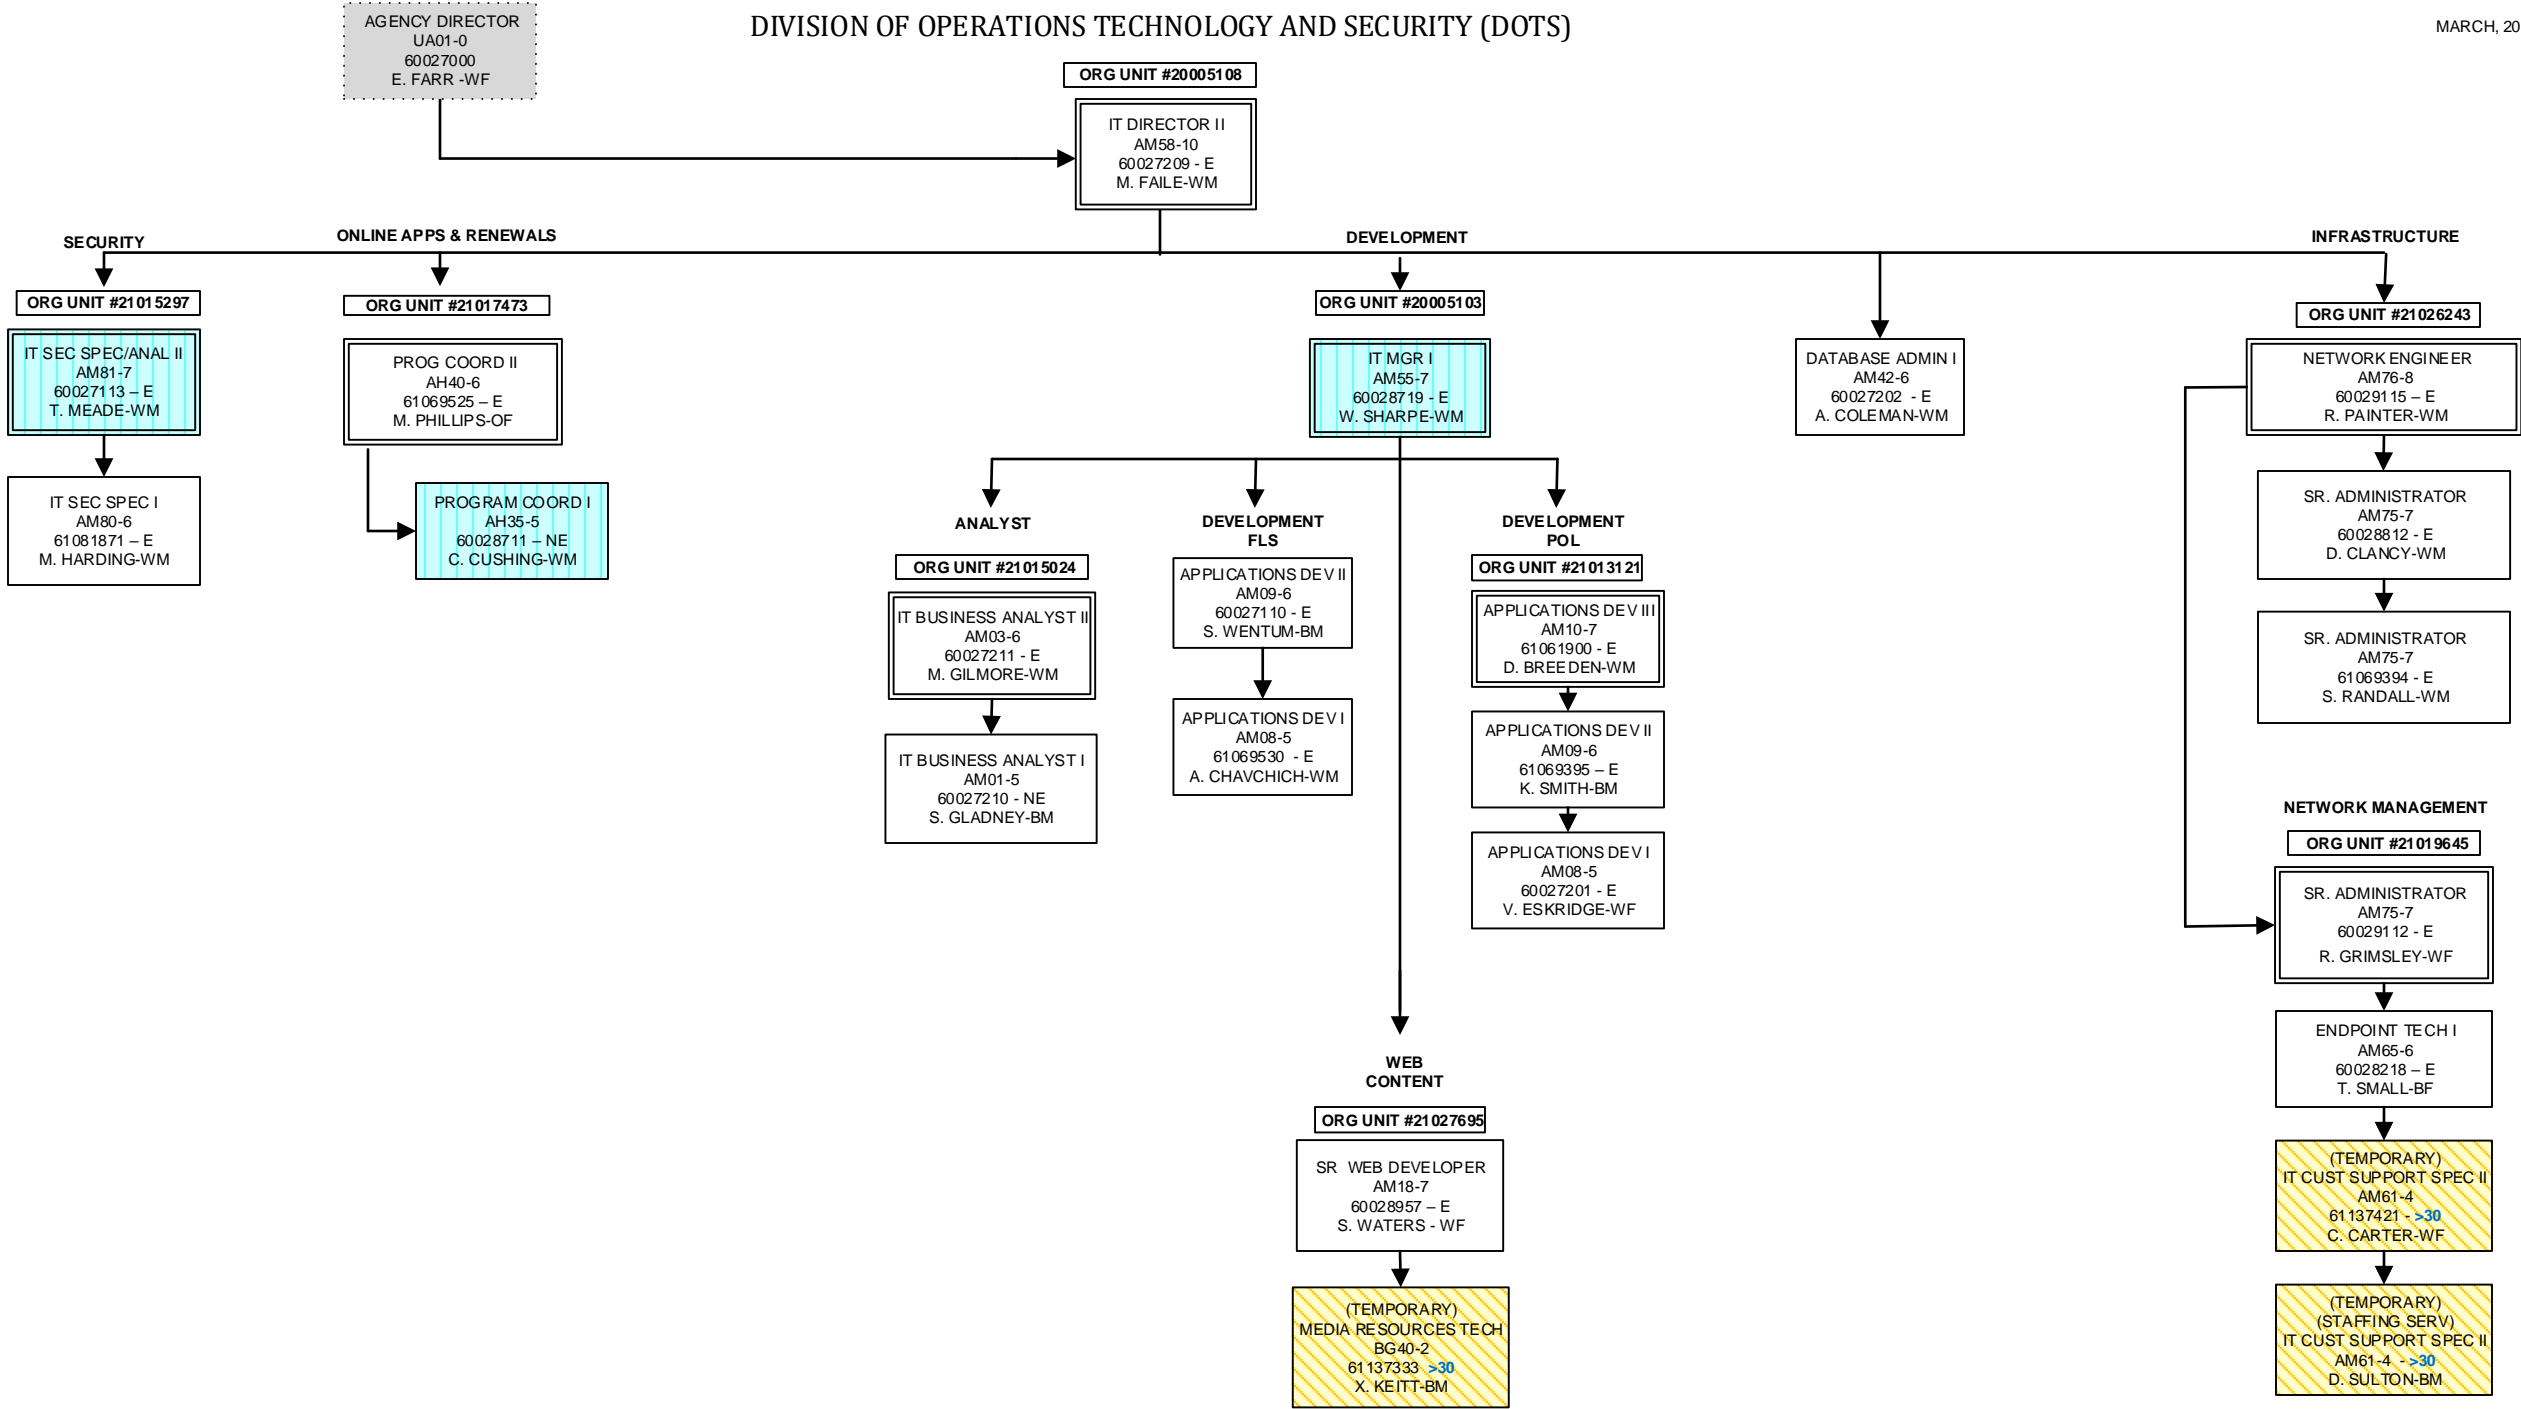 AGENCY DIRECTOR
UA01-0
60027000
E. FARR -WF
DIVISION OF OPERATIONS TECHNOLOGY AND SECURITY (DOTS)
MARCH, 20
ORG UNIT #20005108
IT DIRECTOR II
AM58-10
60027209 - E
M. FAILE-WM
SECURITY
ORG UNIT #21015297
IT SEC SPEC/ANAL II
AM81-7
60027113 – E
T. MEADE-WM
IT SEC SPEC I
AM80-6
61081871 – E
M. HARDING-WM
ONLINE APPS & RENEWALS
ORG UNIT #21017473
PROG COORD II
AH40-6
61069525 – E
M. PHILLIPS-OF
PROGRAM COORD I
AH35-5
60028711 – NE
C. CUSHING-WM
DEVELOPMENT
ORG UNIT #20005103
IT MGR I
AM55-7
60028719 - E
W. SHARPE-WM
ANALYST
ORG UNIT #21015024
IT BUSINESS ANALYST II
AM03-6
60027211 - E
M. GILMORE-WM
IT BUSINESS ANALYST I
AM01-5
60027210 - NE
S. GLADNEY-BM
DEVELOPMENT
FLS
APPLICATIONS DEV II
AM09-6
60027110 - E
S. WENTUM-BM
APPLICATIONS DEV I
AM08-5
61069530 - E
A. CHAVCHICH-WM
DEVELOPMENT
POL
ORG UNIT #21013121
APPLICATIONS DEV III
AM10-7
61061900 - E
D. BREEDEN-WM
APPLICATIONS DEV II
AM09-6
61069395 – E
K. SMITH-BM
APPLICATIONS DEV I
AM08-5
60027201 - E
V. ESKRIDGE-WF
WEB
CONTENT
ORG UNIT #21027695
SR WEB DEVELOPER
AM18-7
60028957 – E
S. WATERS - WF
(TEMPORARY)
MEDIA RESOURCES TECH
BG40-2
61137333 >30
X. KEITT-BM
DATABASE ADMIN I
AM42-6
60027202 - E
A. COLEMAN-WM
INFRASTRUCTURE
ORG UNIT #21026243
NETWORK ENGINEER
AM76-8
60029115 – E
R. PAINTER-WM
SR. ADMINISTRATOR
AM75-7
60028812 - E
D. CLANCY-WM
SR. ADMINISTRATOR
AM75-7
61069394 - E
S. RANDALL-WM
NETWORK MANAGEMENT
ORG UNIT #21019645
SR. ADMINISTRATOR
AM75-7
60029112 - E
R. GRIMSLEY-WF
ENDPOINT TECH I
AM65-6
60028218 – E
T. SMALL-BF
(TEMPORARY)
IT CUST SUPPORT SPEC II
AM61-4
61137421 - >30
C. CARTER-WF
(TEMPORARY)
(STAFFING SERV)
IT CUST SUPPORT SPEC II
AM61-4 - >30
D. SULTON-BM